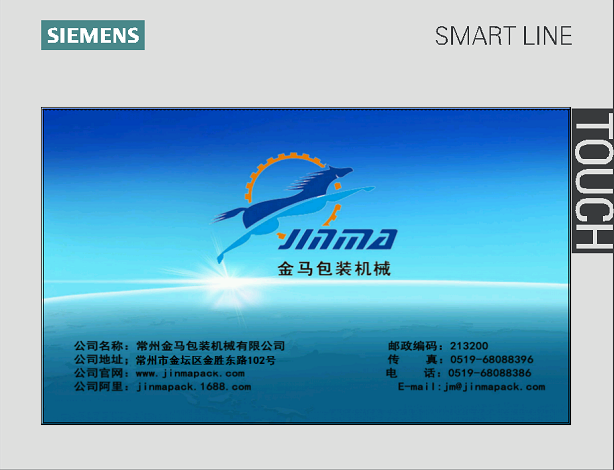 SIEMENS
SMART LINE
TOUCH
JINMA
金马包装机械
公司名称：常州金马包装机械有限公司
邮政编码：213200
公司地址：常州市金坛区金胜东路102号
传 真：0519-68088396
公司官网：www.jinmapack.com
电 话：0519-68088386
公司阿里：jinmapack.1688.com
E-mail:jm@jinmapack.com